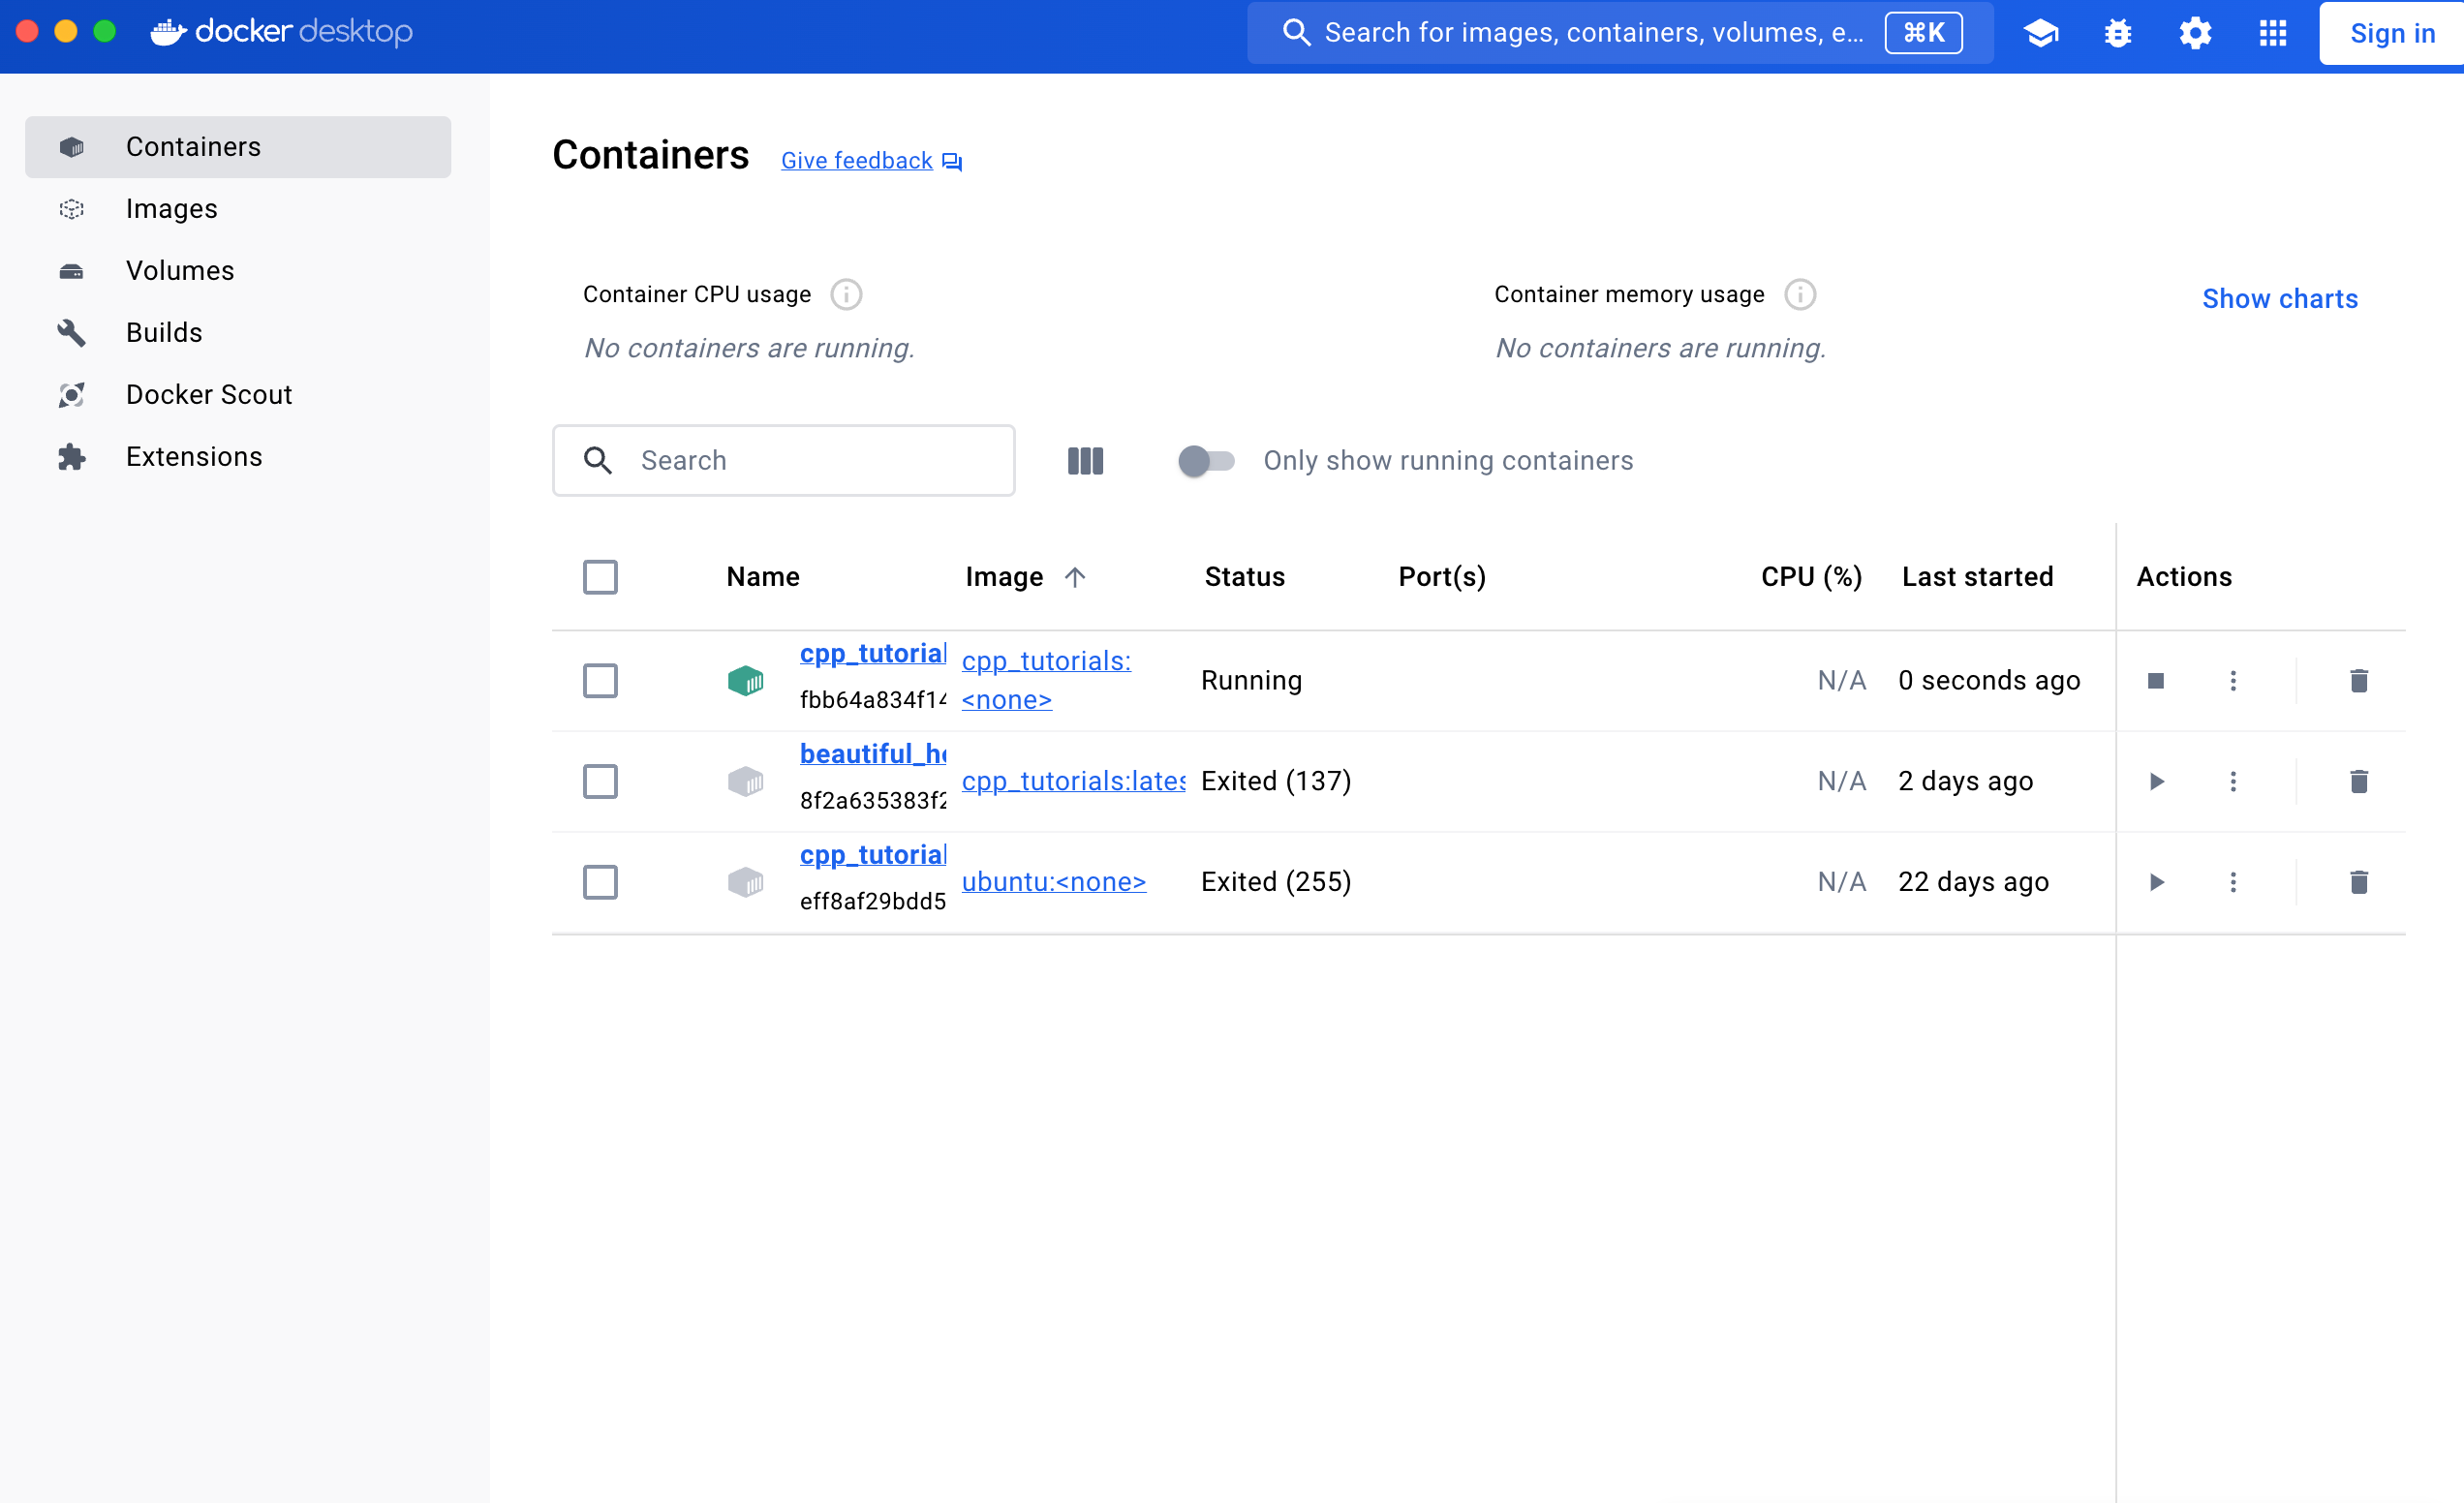 docker desktop
Search for images, containers, volumes, e...
⌘K
Sign in
Containers
Images
Volumes
Builds
Docker Scout
Extensions
Containers
Give feedback
Container CPU usage
No containers are running.
Container memory usage
No containers are running.
Show charts
Search
Only show running containers
Name Image Status Port(s) CPU (%) Last started Actions
cpp_tutorial
fbb64a834f14
cpp_tutorials:
<none>
Running N/A 0 seconds ago
beautiful_he
8f2a635383f2
cpp_tutorials:lates
Exited (137) N/A 2 days ago
cpp_tutorial
eff8af29bdd5
ubuntu:<none>
Exited (255) N/A 22 days ago